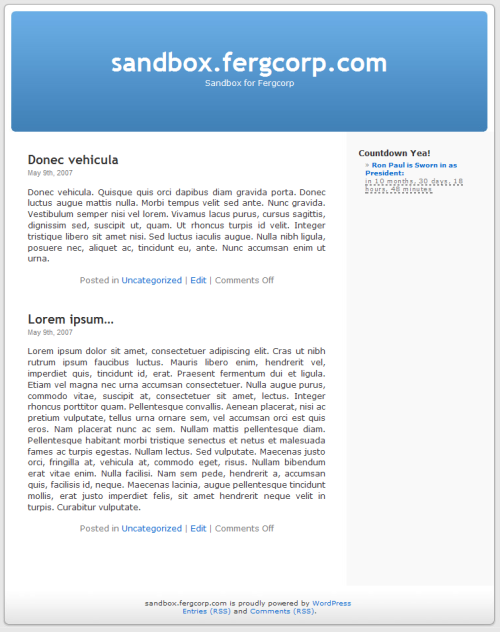 sandbox.fergcorp.com
Sandbox for Fergcorp
Donec vehicula
May 9th, 2007
Donec vehicula. Quisque quis orci dapibus diam gravida porta. Donec
luctus augue mattis nulla. Morbi tempus velit sed ante. Nunc gravida.
Vestibulum semper nisi vel lorem. Vivamus lacus purus, cursus sagittis,
dignissim sed, suscipit ut, quam. Ut rhoncus turpis id velit. Integer
tristique libero sit amet nisi. Sed luctus iaculis augue. Nulla nibh ligula,
posuere nec, aliquet ac, tincidunt eu, ante. Nunc accumsan enim ut
urna.
Posted in Uncategorized | Edit | Comments Off
Lorem ipsum...
May 9th, 2007
Lorem ipsum dolor sit amet, consectetuer adipiscing elit. Cras ut nibh
rutrum ipsum faucibus luctus. Mauris libero enim, hendrerit vel,
imperdiet quis, tincidunt id, erat. Praesent fermentum dui et ligula.
Etiam vel magna nec urna accumsan consectetuer. Nulla augue purus,
commodo vitae, suscipit at, consectetuer sit amet, lectus. Integer
rhoncus porttitor quam. Pellentesque convallis. Aenean placerat, nisi ac
pretium vulputate, tellus urna ornare sem, vel accumsan orci est quis
eros. Nam placerat nunc ac sem. Nullam mattis pellentesque diam.
Pellentesque habitant morbi tristique senectus et netus et malesuada
fames ac turpis egestas. Nullam lectus. Sed vulputate. Maecenas justo
orci, fringilla at, vehicula at, commodo eget, risus. Nullam bibendum
erat vitae enim. Nulla facilisi. Nam sem pede, hendrerit a, accumsan
quis, facilisis id, neque. Maecenas lacinia, augue pellentesque tincidunt
mollis, erat justo imperdiet felis, sit amet hendrerit neque velit in
turpis. Curabitur vulputate.
Posted in Uncategorized | Edit | Comments Off
Countdown Yea!
» Ron Paul is Sworn in as
President:
in 10 months, 30 days, 18
hours, 48 minutes
sandbox.fergcorp.com is proudly powered by WordPress
Entries (RSS) and Comments (RSS).